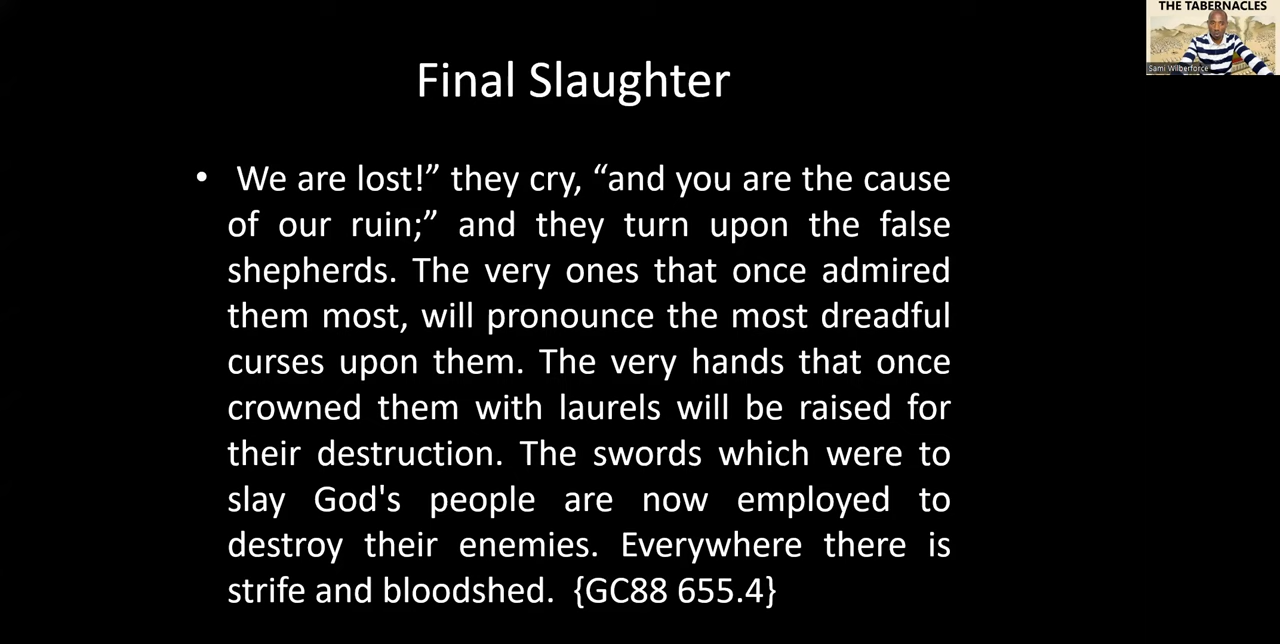 THE TABERNACLES
Sami Wilberforce
Final Slaughter
• We are lost!” they cry, “and you are the cause
of our ruin;” and they turn upon the false
shepherds. The very ones that once admired
them most, will pronounce the most dreadful
curses upon them. The very hands that once
crowned them with laurels will be raised for
their destruction. The swords which were to
slay God's people are now employed to
destroy their enemies. Everywhere there is
strife and bloodshed. {GC88 655.4}